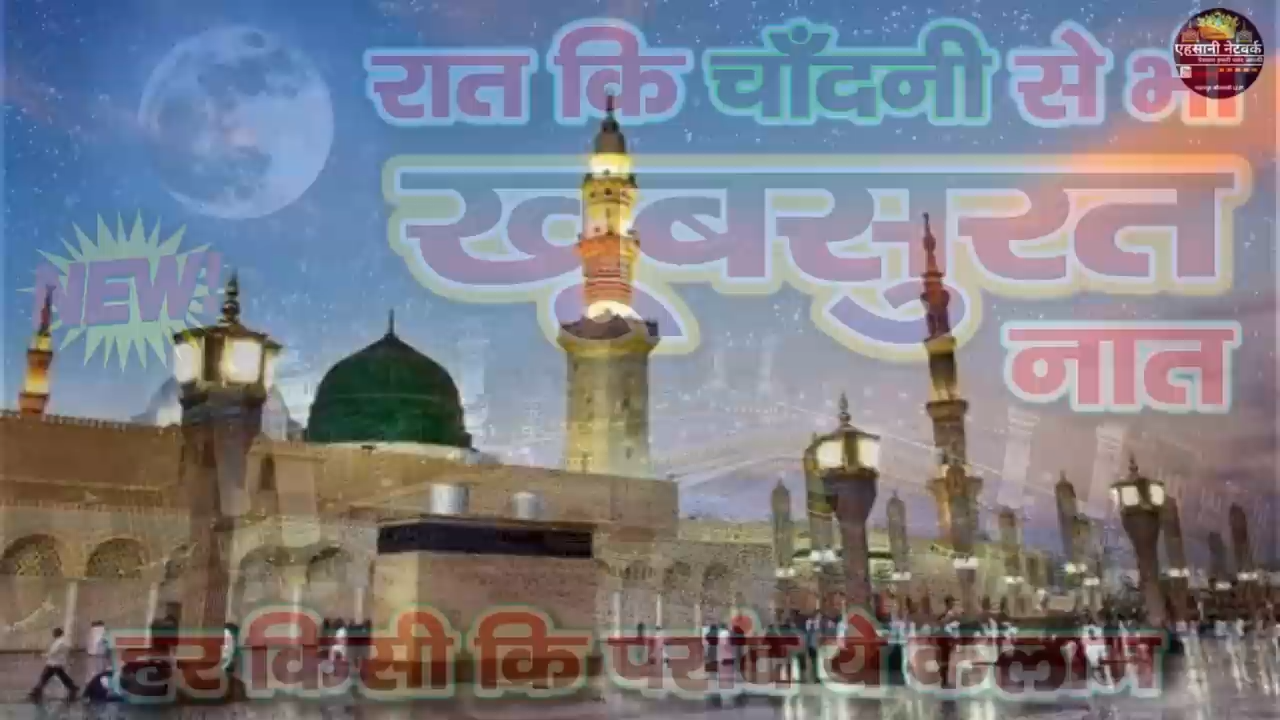 रात कि चाँदनी से भी
खूबसुरत
नात
NEW!
हर किसी कि पसंद ये कलाम
एहसानी नेटवर्क